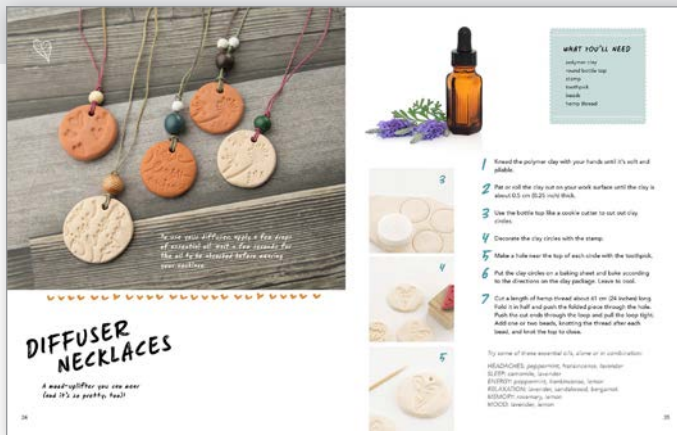 To use your diffuser, apply a few drops
of essential oil. Wait a few seconds for
the oil to be absorbed before wearing
your necklace.
DIFFUSER
NECKLACES
A mood-uplifter you can wear
(and it's so pretty, too!)
34
WHAT YOU'LL NEED
polymer clay
round bottle top
stamp
toothpick
beads
hemp thread
1 Knead the polymer clay with your hands until it's soft and
pliable.
2 Pat or roll the clay out on your work surface until the clay is
about 0.5 cm (0.25 inch) thick.
3 Use the bottle top like a cookie cutter to cut out clay
circles.
4 Decorate the clay circles with the stamp.
5 Make a hole near the top of each circle with the toothpick.
6 Put the clay circles on a baking sheet and bake according
to the directions on the clay package. Leave to cool.
7 Cut a length of hemp thread about 61 cm (24 inches) long.
Fold it in half and push the folded piece through the hole.
Push the cut ends through the loop and pull the loop tight.
Add one or two beads, knotting the thread after each
bead, and knot the top to close.
3
4
5
Try some of these essential oils, alone or in combination:
HEADACHES: peppermint, frankincense, lavender
SLEEP: camomile, lavender
ENERGY: peppermint, frankincense, lemon
RELAXATION: lavender, sandalwood, bergamot
MEMORY: rosemary, lemon
MOOD: lavender, lemon
35